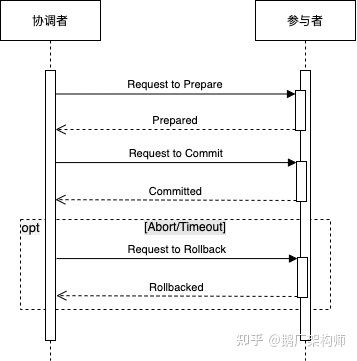 协调者
参与者
Request to Prepare
Prepared
Request to Commit
Committed
opt
[Abort/Timeout]
Request to Rollback
Rollbacked
知乎 @鹅厂架构师